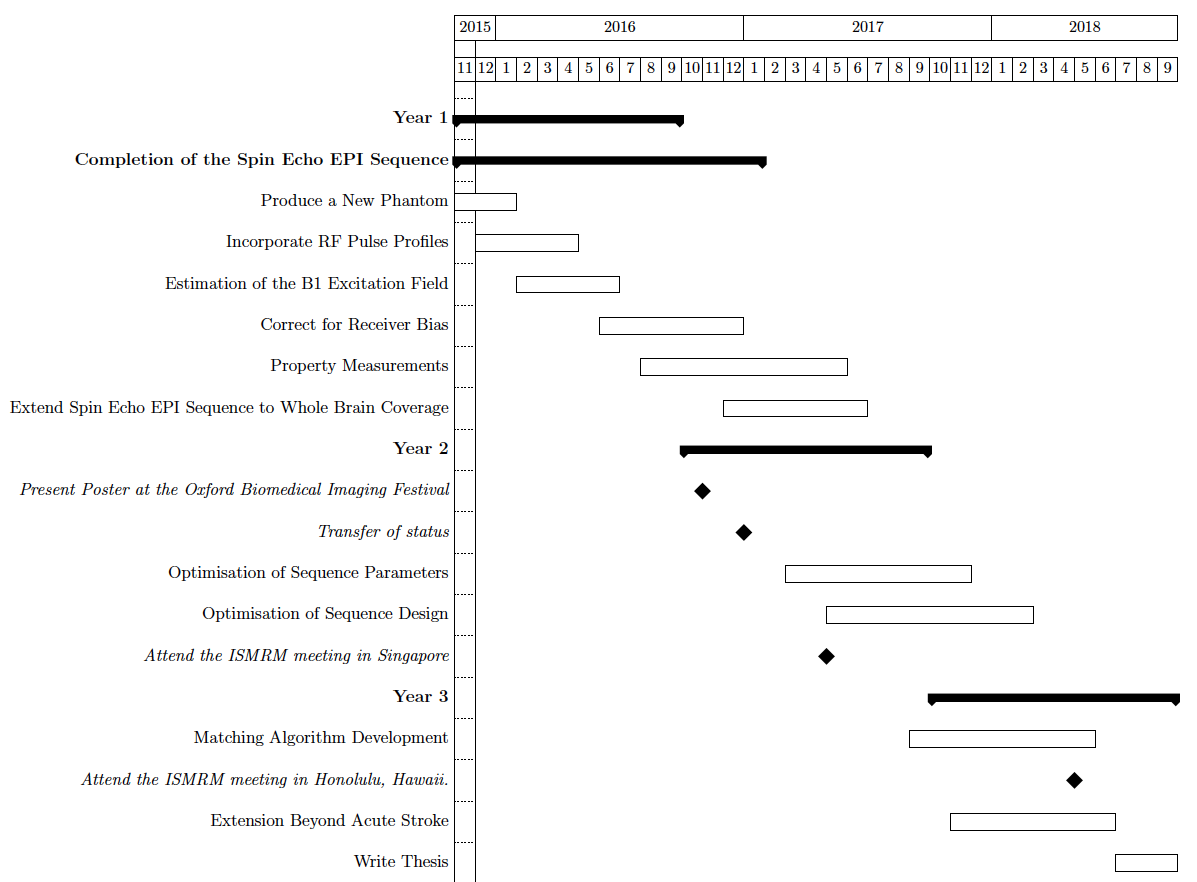 2015 2016 2017 2018
11 12 1 2 3 4 5 6 7 8 9 10 11 12 1 2 3 4 5 6 7 8 9 10 11 12 1 2 3 4 5 6 7 8 9
Year 1
Completion of the Spin Echo EPI Sequence
Produce a New Phantom
Incorporate RF Pulse Profiles
Estimation of the B1 Excitation Field
Correct for Receiver Bias
Property Measurements
Extend Spin Echo EPI Sequence to Whole Brain Coverage
Year 2
Present Poster at the Oxford Biomedical Imaging Festival
Transfer of status
Optimisation of Sequence Parameters
Optimisation of Sequence Design
Attend the ISMRM meeting in Singapore
Year 3
Matching Algorithm Development
Attend the ISMRM meeting in Honolulu, Hawaii.
Extension Beyond Acute Stroke
Write Thesis